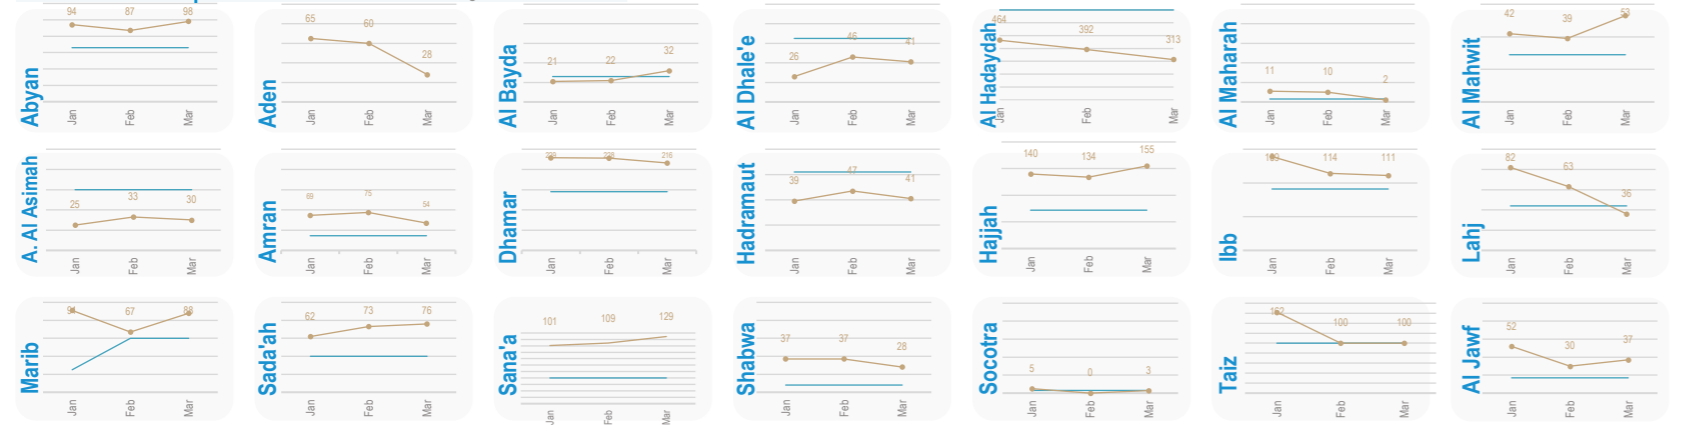 Abyan
94 87 98
Jan Feb Mar
Aden
65 60 28
Jan Feb Mar
Al Bayda
21 22 32
Jan Feb Mar
Al Dhale'e
26 46 41
Jan Feb Mar
Al Hadaydah
464 392 313
Jan Feb Mar
Al Maharah
11 10 2
Jan Feb Mar
Al Mahwit
42 39 53
Jan Feb Mar
A. Al Asimah
25 33 30
Jan Feb Mar
Amran
69 75 54
Jan Feb Mar
Dhamar
216
Jan Feb Mar
Hadramaut
39 47 41
Jan Feb Mar
Hajjah
140 134 155
Jan Feb Mar
Ibb
114 111
Jan Feb Mar
Lahj
82 63 36
Jan Feb Mar
Marib
67 88
Jan Feb Mar
Sada'ah
62 73 76
Jan Feb Mar
Sana'a
101 109 129
Jan Feb Mar
Shabwa
37 37 28
Jan Feb Mar
Socotra
5 0 3
Jan Feb Mar
Taiz
162 100 100
Jan Feb Mar
Al Jawf
52 30 37
Jan Feb Mar